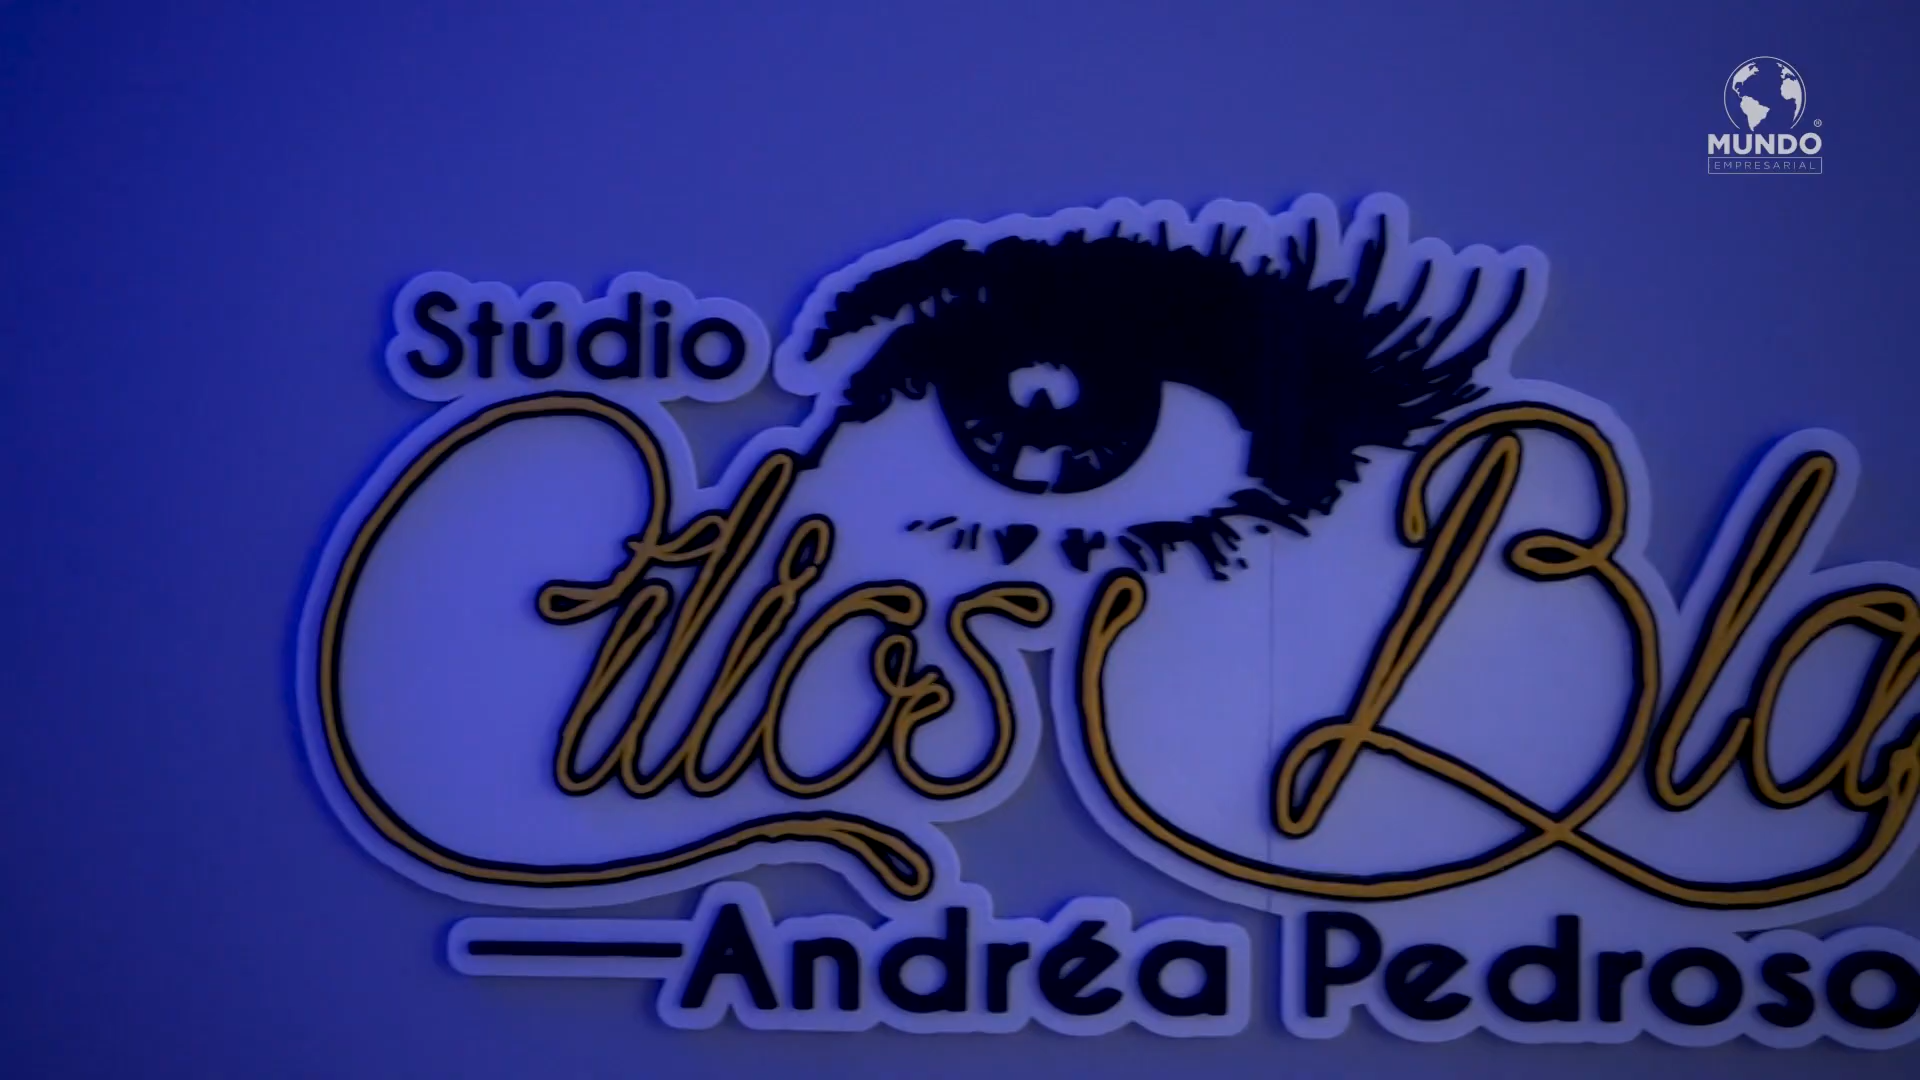 MUNDO
EMPRESARIAL
Stúdio
Cílios
Andréa Pedroso